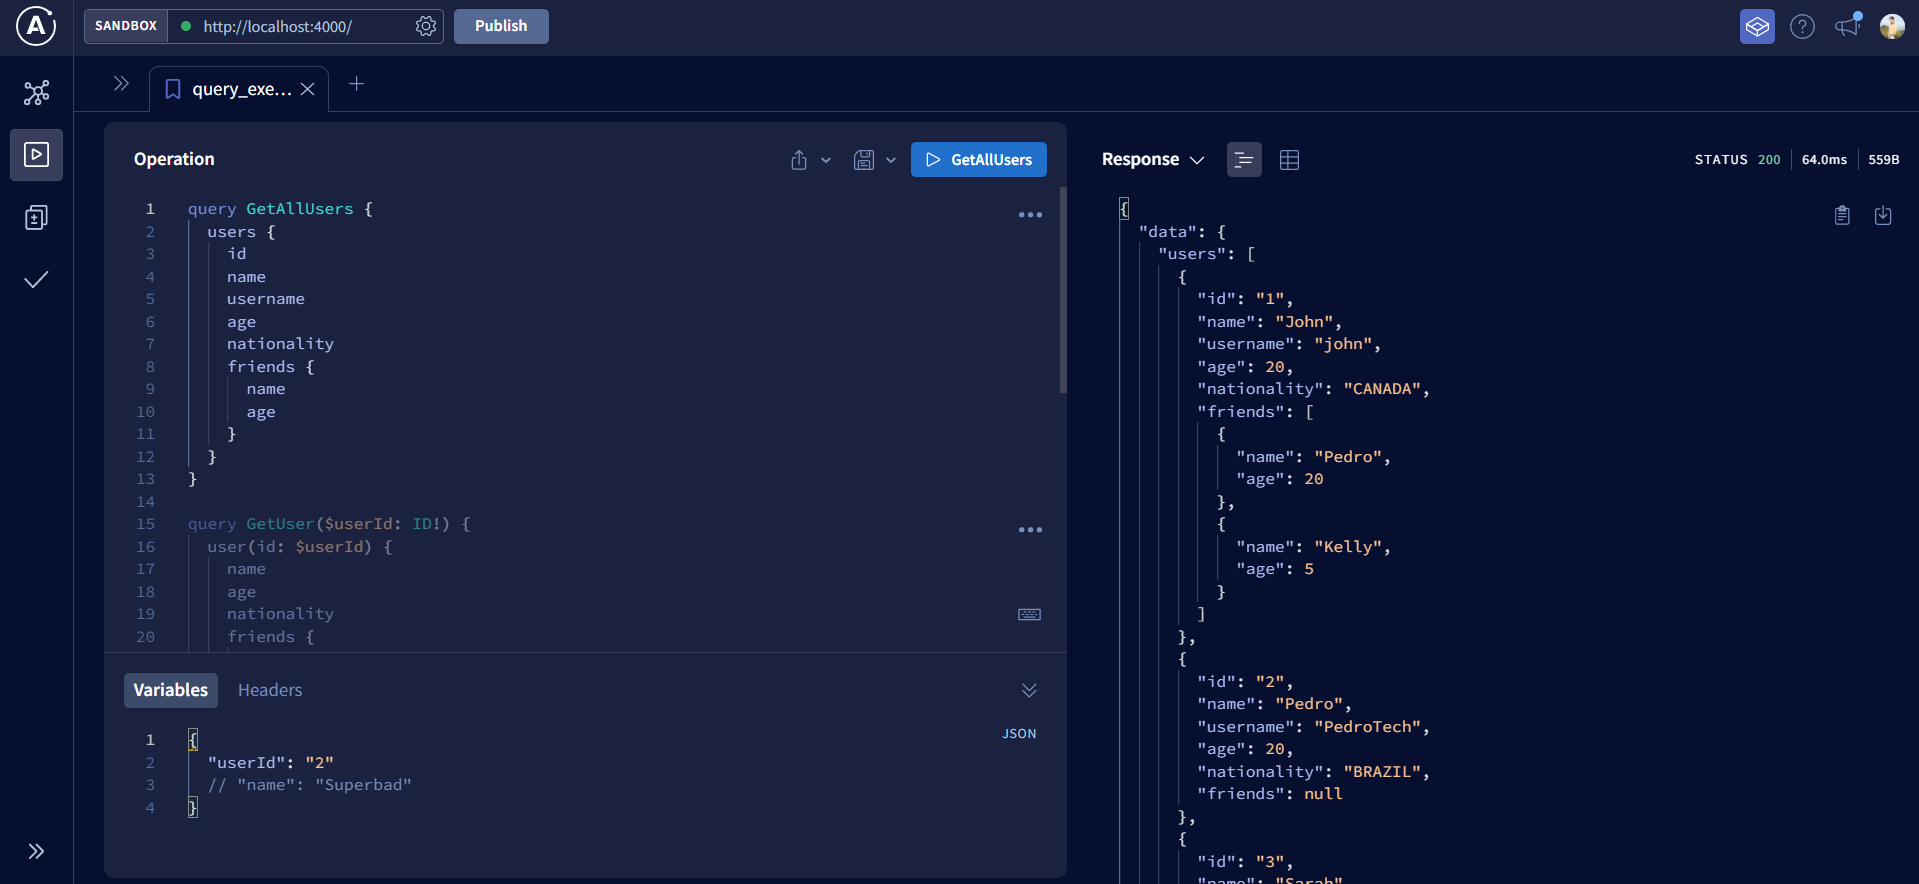 SANDBOX http://localhost:4000/ Publish
query_exe...
Operation
GetAllUsers
1 query GetAllUsers {
2 users {
3 id
4 name
5 username
6 age
7 nationality
8 friends {
9 name
10 age
11 }
12 }
13 }
14
15 query GetUser($userId: ID!) {
16 user(id: $userId) {
17 name
18 age
19 nationality
20 friends {
Variables Headers
JSON
1 {
2 "userId": "2"
3 // "name": "Superbad"
4 }
Response
STATUS 200 64.0ms 559B
{
"data": {
"users": [
{
"id": "1",
"name": "John",
"username": "john",
"age": 20,
"nationality": "CANADA",
"friends": [
{
"name": "Pedro",
"age": 20
},
{
"name": "Kelly",
"age": 5
}
]
},
{
"id": "2",
"name": "Pedro",
"username": "PedroTech",
"age": 20,
"nationality": "BRAZIL",
"friends": null
},
{
"id": "3",
"name": "Sarah"